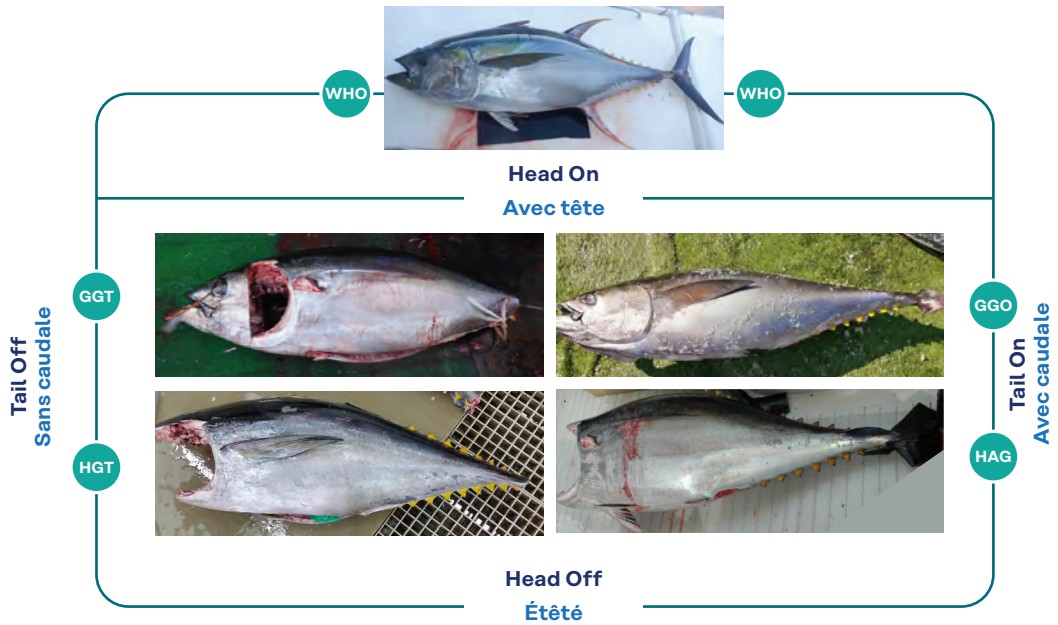 WHO
WHO
Head On
Avec tête
GGT
GGO
Tail Off
Sans caudale
Tail On
Avec caudale
HGT
HAG
Head Off
Étêté